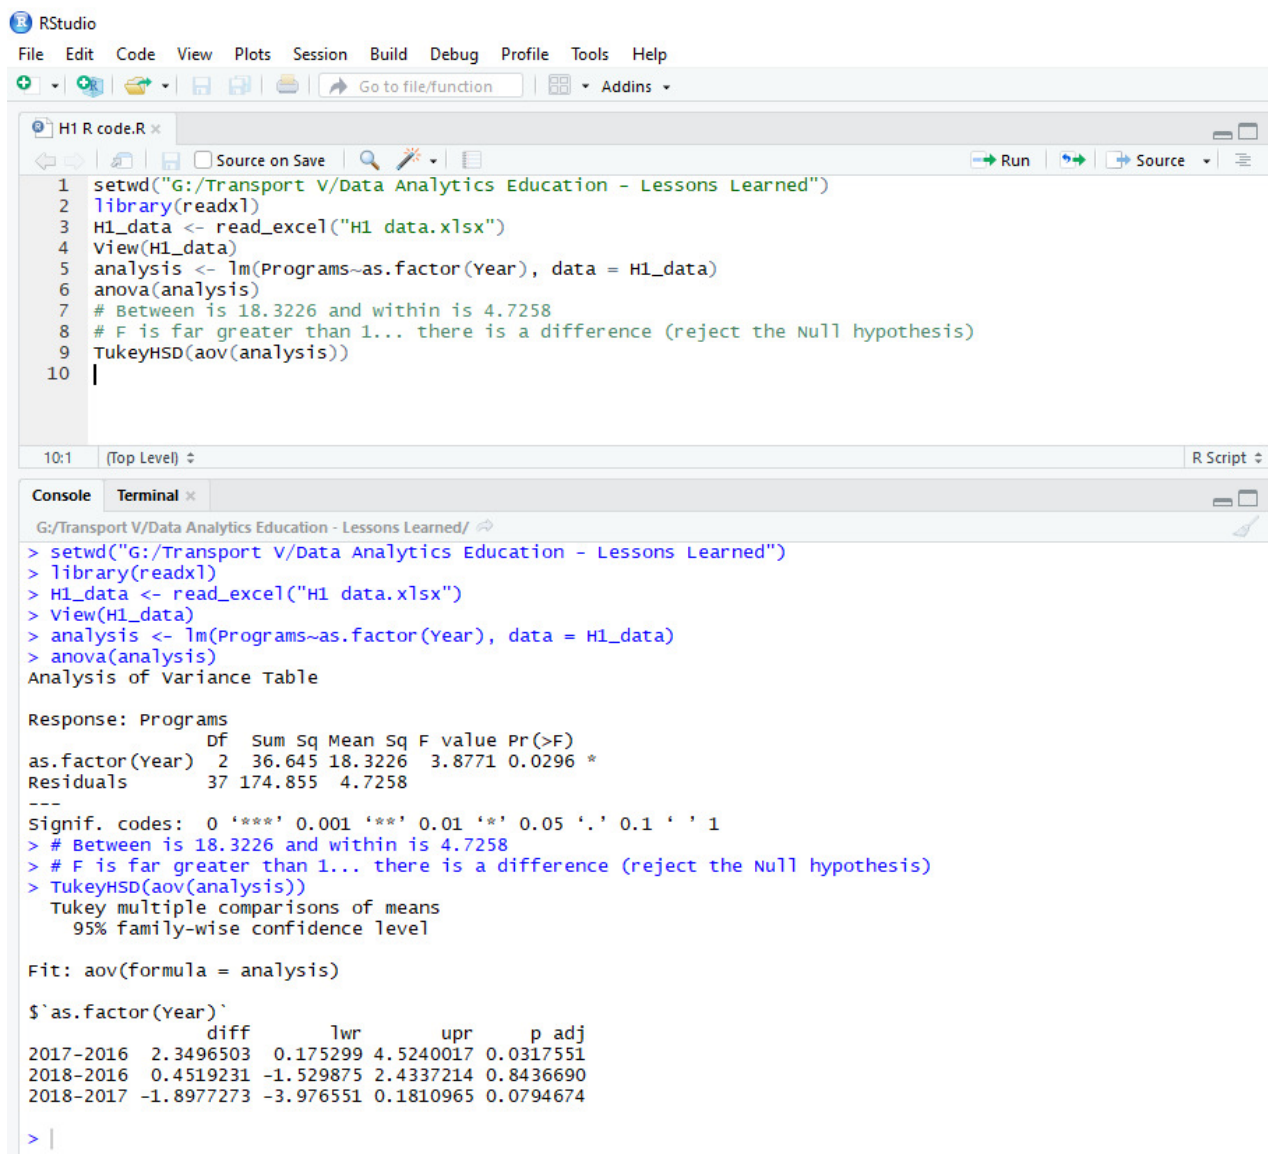 RStudio
File Edit Code View Plots Session Build Debug Profile Tools Help
Go to file/function Addins
H1 R code.R
Source on Save Run Source
1 setwd("G:/Transport V/Data Analytics Education - Lessons Learned")
2 library(readxl)
3 H1_data <- read_excel("H1 data.xlsx")
4 View(H1_data)
5 analysis <- lm(Programs~as.factor(Year), data = H1_data)
6 anova(analysis)
7 # Between is 18.3226 and within is 4.7258
8 # F is far greater than 1... there is a difference (reject the Null hypothesis)
9 TukeyHSD(aov(analysis))
10
10:1 (Top Level) R Script
Console Terminal
G:/Transport V/Data Analytics Education - Lessons Learned/
> setwd("G:/Transport V/Data Analytics Education - Lessons Learned")
> library(readxl)
> H1_data <- read_excel("H1 data.xlsx")
> View(H1_data)
> analysis <- lm(Programs~as.factor(Year), data = H1_data)
> anova(analysis)
Analysis of Variance Table
Response: Programs
Df Sum Sq Mean Sq F value Pr(>F)
as.factor(Year) 2 36.645 18.3226 3.8771 0.0296 *
Residuals 37 174.855 4.7258
---
Signif. codes: 0 ‘***’ 0.001 ‘**’ 0.01 ‘*’ 0.05 ‘.’ 0.1 ‘ ’ 1
> # Between is 18.3226 and within is 4.7258
> # F is far greater than 1... there is a difference (reject the Null hypothesis)
> TukeyHSD(aov(analysis))
Tukey multiple comparisons of means
95% family-wise confidence level
Fit: aov(formula = analysis)
$`as.factor(Year)`
diff lwr upr p adj
2017-2016 2.3496503 0.175299 4.5240017 0.0317551
2018-2016 0.4519231 -1.529875 2.4337214 0.8436690
2018-2017 -1.8977273 -3.976551 0.1810965 0.0794674
>